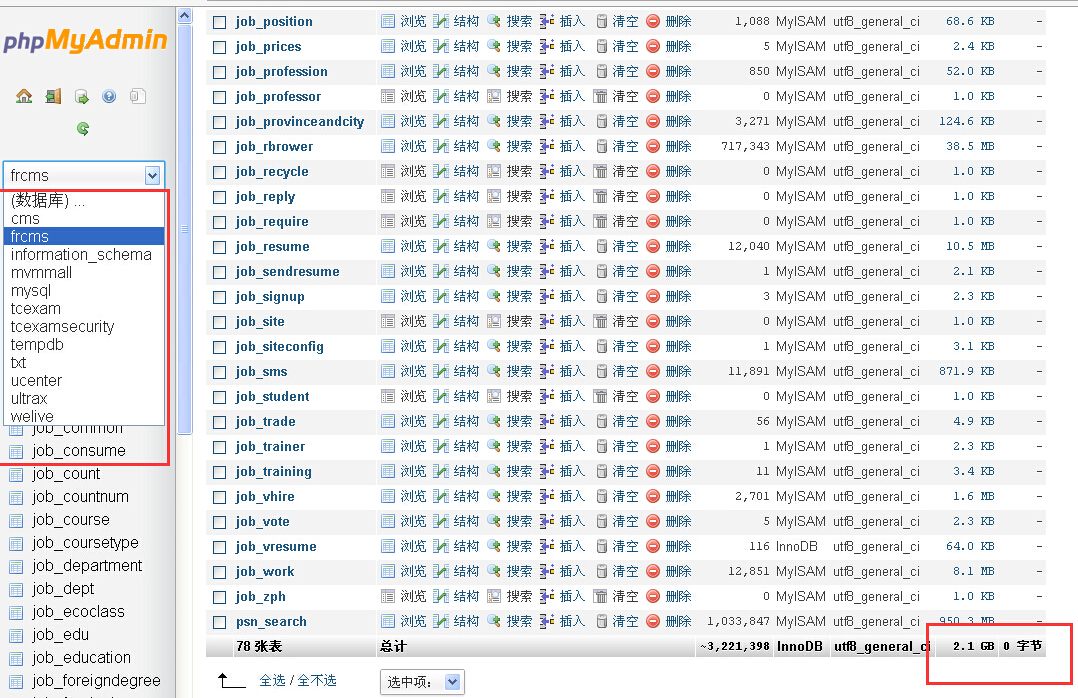 phpMyAdmin
frcms
(数据库) ...
cms
frcms
information_schema
mvmmall
mysql
tcexam
tcexamsecurity
tempdb
txt
ucenter
ultrax
welive
job_common
job_consume
job_count
job_countnum
job_course
job_coursetype
job_department
job_dept
job_ecoclass
job_edu
job_education
job_foreigndegree
job_position 浏览 结构 搜索 插入 清空 删除 1,088 MyISAM utf8_general_ci 68.6 KB -
job_prices 浏览 结构 搜索 插入 清空 删除 5 MyISAM utf8_general_ci 2.4 KB -
job_profession 浏览 结构 搜索 插入 清空 删除 850 MyISAM utf8_general_ci 52.0 KB -
job_professor 浏览 结构 搜索 插入 清空 删除 0 MyISAM utf8_general_ci 1.0 KB -
job_provinceandcity 浏览 结构 搜索 插入 清空 删除 3,271 MyISAM utf8_general_ci 124.6 KB -
job_rbrower 浏览 结构 搜索 插入 清空 删除 717,343 MyISAM utf8_general_ci 38.5 MB -
job_recycle 浏览 结构 搜索 插入 清空 删除 0 MyISAM utf8_general_ci 1.0 KB -
job_reply 浏览 结构 搜索 插入 清空 删除 0 MyISAM utf8_general_ci 1.0 KB -
job_require 浏览 结构 搜索 插入 清空 删除 0 MyISAM utf8_general_ci 1.0 KB -
job_resume 浏览 结构 搜索 插入 清空 删除 12,040 MyISAM utf8_general_ci 10.5 MB -
job_sendresume 浏览 结构 搜索 插入 清空 删除 1 MyISAM utf8_general_ci 2.1 KB -
job_signup 浏览 结构 搜索 插入 清空 删除 3 MyISAM utf8_general_ci 2.3 KB -
job_site 浏览 结构 搜索 插入 清空 删除 0 MyISAM utf8_general_ci 1.0 KB -
job_siteconfig 浏览 结构 搜索 插入 清空 删除 1 MyISAM utf8_general_ci 3.1 KB -
job_sms 浏览 结构 搜索 插入 清空 删除 11,891 MyISAM utf8_general_ci 871.9 KB -
job_student 浏览 结构 搜索 插入 清空 删除 0 MyISAM utf8_general_ci 1.0 KB -
job_trade 浏览 结构 搜索 插入 清空 删除 56 MyISAM utf8_general_ci 4.9 KB -
job_trainer 浏览 结构 搜索 插入 清空 删除 1 MyISAM utf8_general_ci 2.3 KB -
job_training 浏览 结构 搜索 插入 清空 删除 11 MyISAM utf8_general_ci 3.4 KB -
job_vhire 浏览 结构 搜索 插入 清空 删除 2,701 MyISAM utf8_general_ci 1.6 MB -
job_vote 浏览 结构 搜索 插入 清空 删除 5 MyISAM utf8_general_ci 2.3 KB -
job_vresume 浏览 结构 搜索 插入 清空 删除 116 InnoDB utf8_general_ci 64.0 KB -
job_work 浏览 结构 搜索 插入 清空 删除 12,851 MyISAM utf8_general_ci 8.1 MB -
job_zph 浏览 结构 搜索 插入 清空 删除 0 MyISAM utf8_general_ci 1.0 KB -
psn_search 浏览 结构 搜索 插入 清空 删除 1,033,847 MyISAM utf8_general_ci 950.3 MB -
78 张表 总计 ~3,221,398 InnoDB utf8_general_ci 2.1 GB 0 字节
全选 / 全不选 选中项: